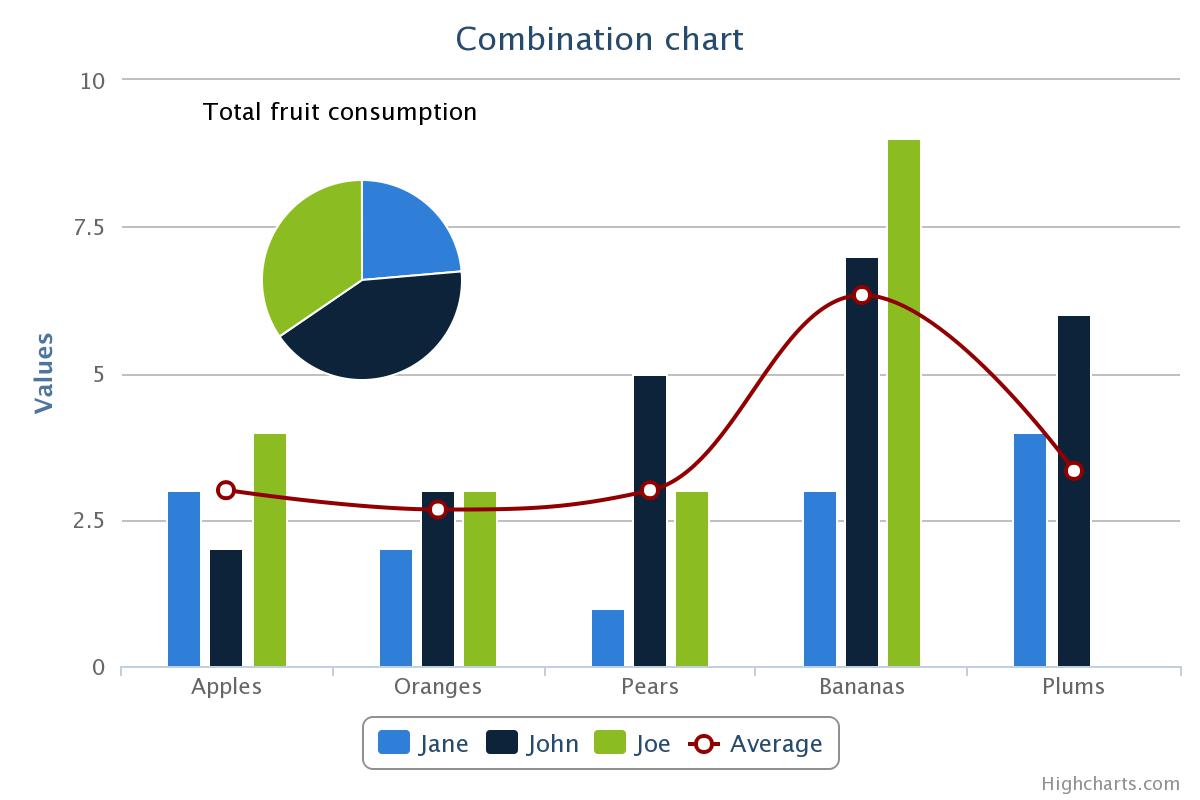 Combination chart
Total fruit consumption
Values
10
7.5
5
2.5
0
Apples Oranges Pears Bananas Plums
Jane John Joe Average
Highcharts.com